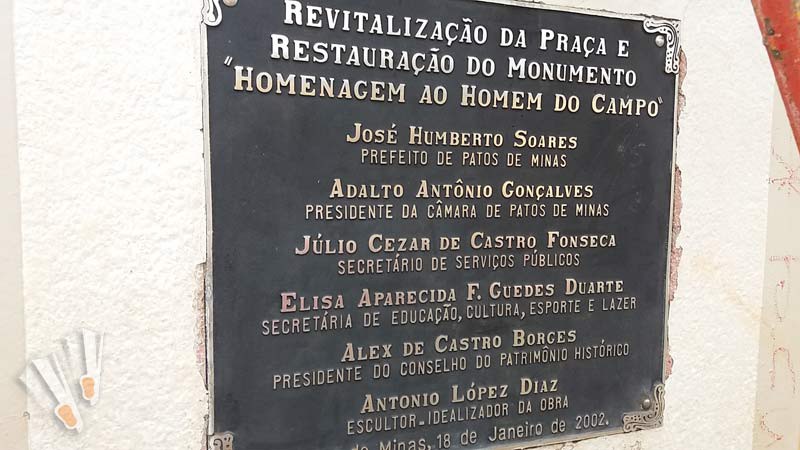 REVITALIZAÇÃO DA PRAÇA E
RESTAURAÇÃO DO MONUMENTO
"HOMENAGEM AO HOMEM DO CAMPO"
JOSÉ HUMBERTO SOARES
PREFEITO DE PATOS DE MINAS
ADALTO ANTÔNIO GONÇALVES
PRESIDENTE DA CÂMARA DE PATOS DE MINAS
JÚLIO CEZAR DE CASTRO FONSECA
SECRETÁRIO DE SERVIÇOS PÚBLICOS
ELISA APARECIDA F. GUEDES DUARTE
SECRETÁRIA DE EDUCAÇÃO, CULTURA, ESPORTE E LAZER
ALEX DE CASTRO BORGES
PRESIDENTE DO CONSELHO DO PATRIMÔNIO HISTÓRICO
ANTONIO LÓPEZ DIAZ
ESCULTOR-IDEALIZADOR DA OBRA
de Minas, 18 de Janeiro de 2002.